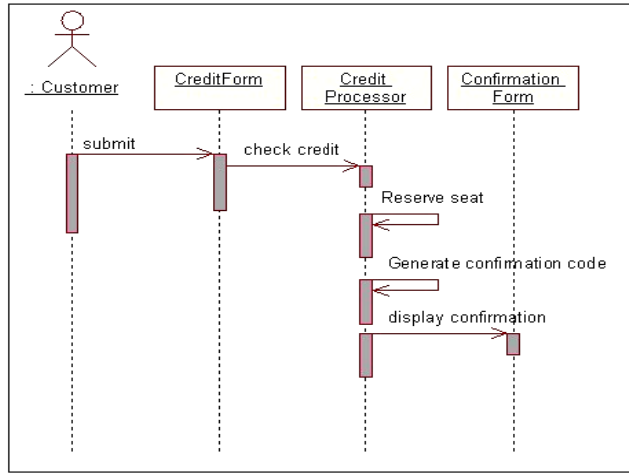 : Customer
CreditForm
Credit
Processor
Confirmation
Form
submit
check credit
Reserve seat
Generate confirmation code
display confirmation